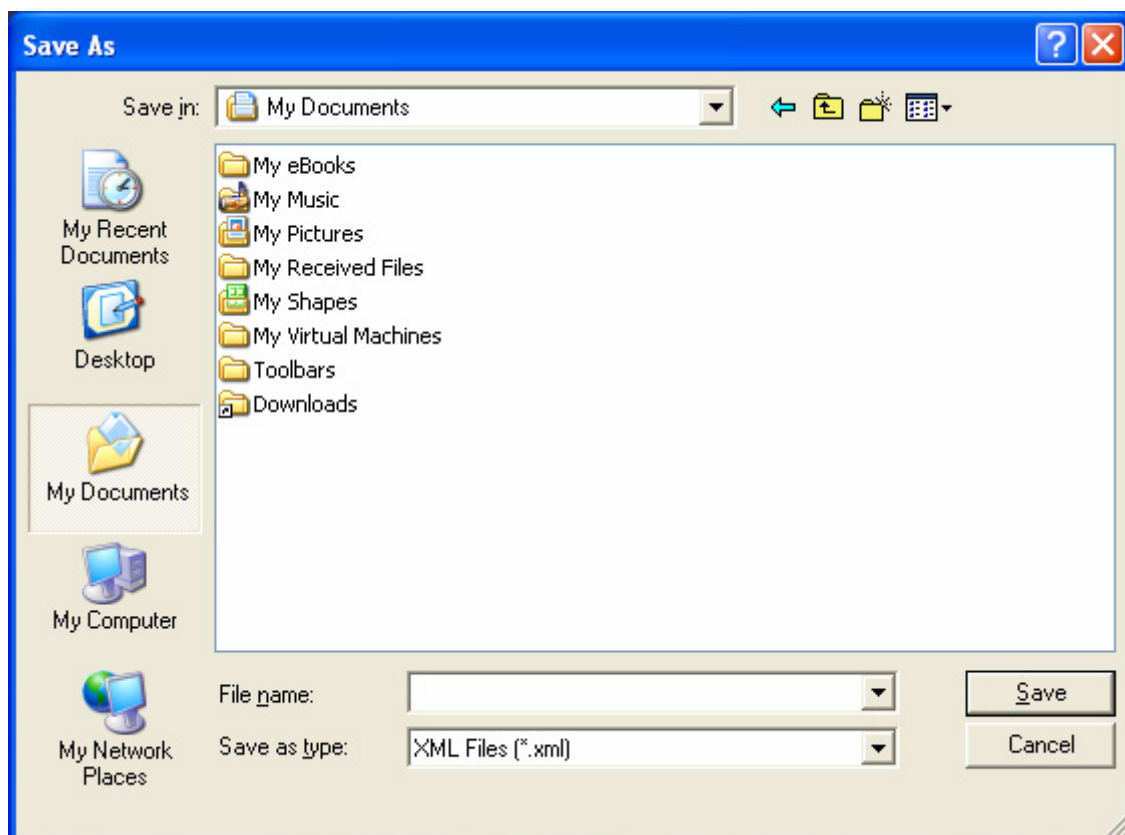 Save As
Save in: My Documents
My Recent
Documents
Desktop
My Documents
My Computer
My Network
Places
My eBooks
My Music
My Pictures
My Received Files
My Shapes
My Virtual Machines
Toolbars
Downloads
File name:
Save
Save as type: XML Files (*.xml)
Cancel